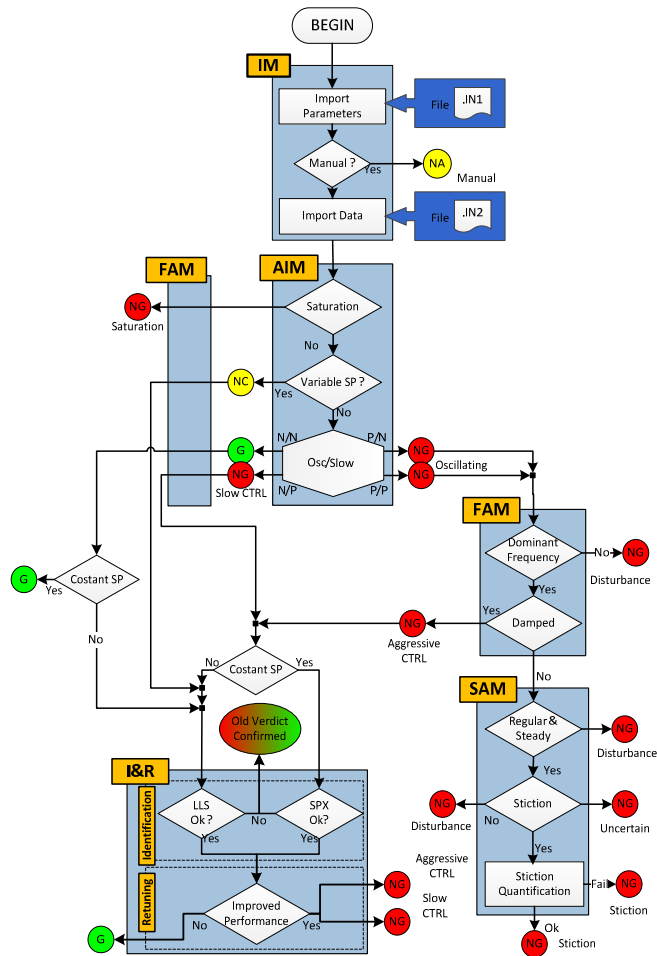 BEGIN
IM
Import
Parameters
File
.IN1
Manual ?
Yes
NA
Manual
Import Data
File
.IN2
FAM
AIM
NG
Saturation
Saturation
No
NC
Yes
Variable SP ?
No
N/N
P/N
G
NG
Osc/Slow
Oscillating
NG
NG
Slow CTRL
N/P
P/P
FAM
Dominant
Frequency
No
NG
Disturbance
Yes
G
Yes
Costant SP
No
Yes
Damped
NG
Aggressive
CTRL
No
No
Costant SP
Yes
SAM
Old Verdict
Confirmed
Regular &
Steady
NG
Disturbance
Yes
I&R
Identification
LLS
Ok?
No
SPX
Ok?
Yes
Yes
NG
Disturbance
No
Stiction
NG
Uncertain
Yes
Retuning
Improved
Performance
No
Yes
Aggressive
CTRL
NG
Slow
CTRL
NG
G
Stiction
Quantification
Fail
NG
Stiction
Ok
NG
Stiction